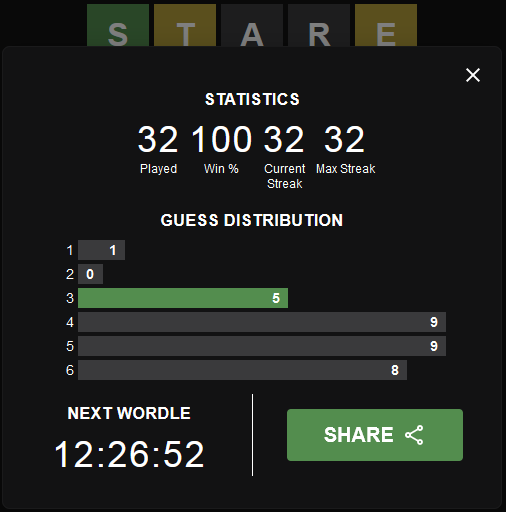 S T A R E
STATISTICS
32 100 32 32
Played Win % Current Streak Max Streak
GUESS DISTRIBUTION
1 1
2 0
3 5
4 9
5 9
6 8
NEXT WORDLE
12:26:52
SHARE